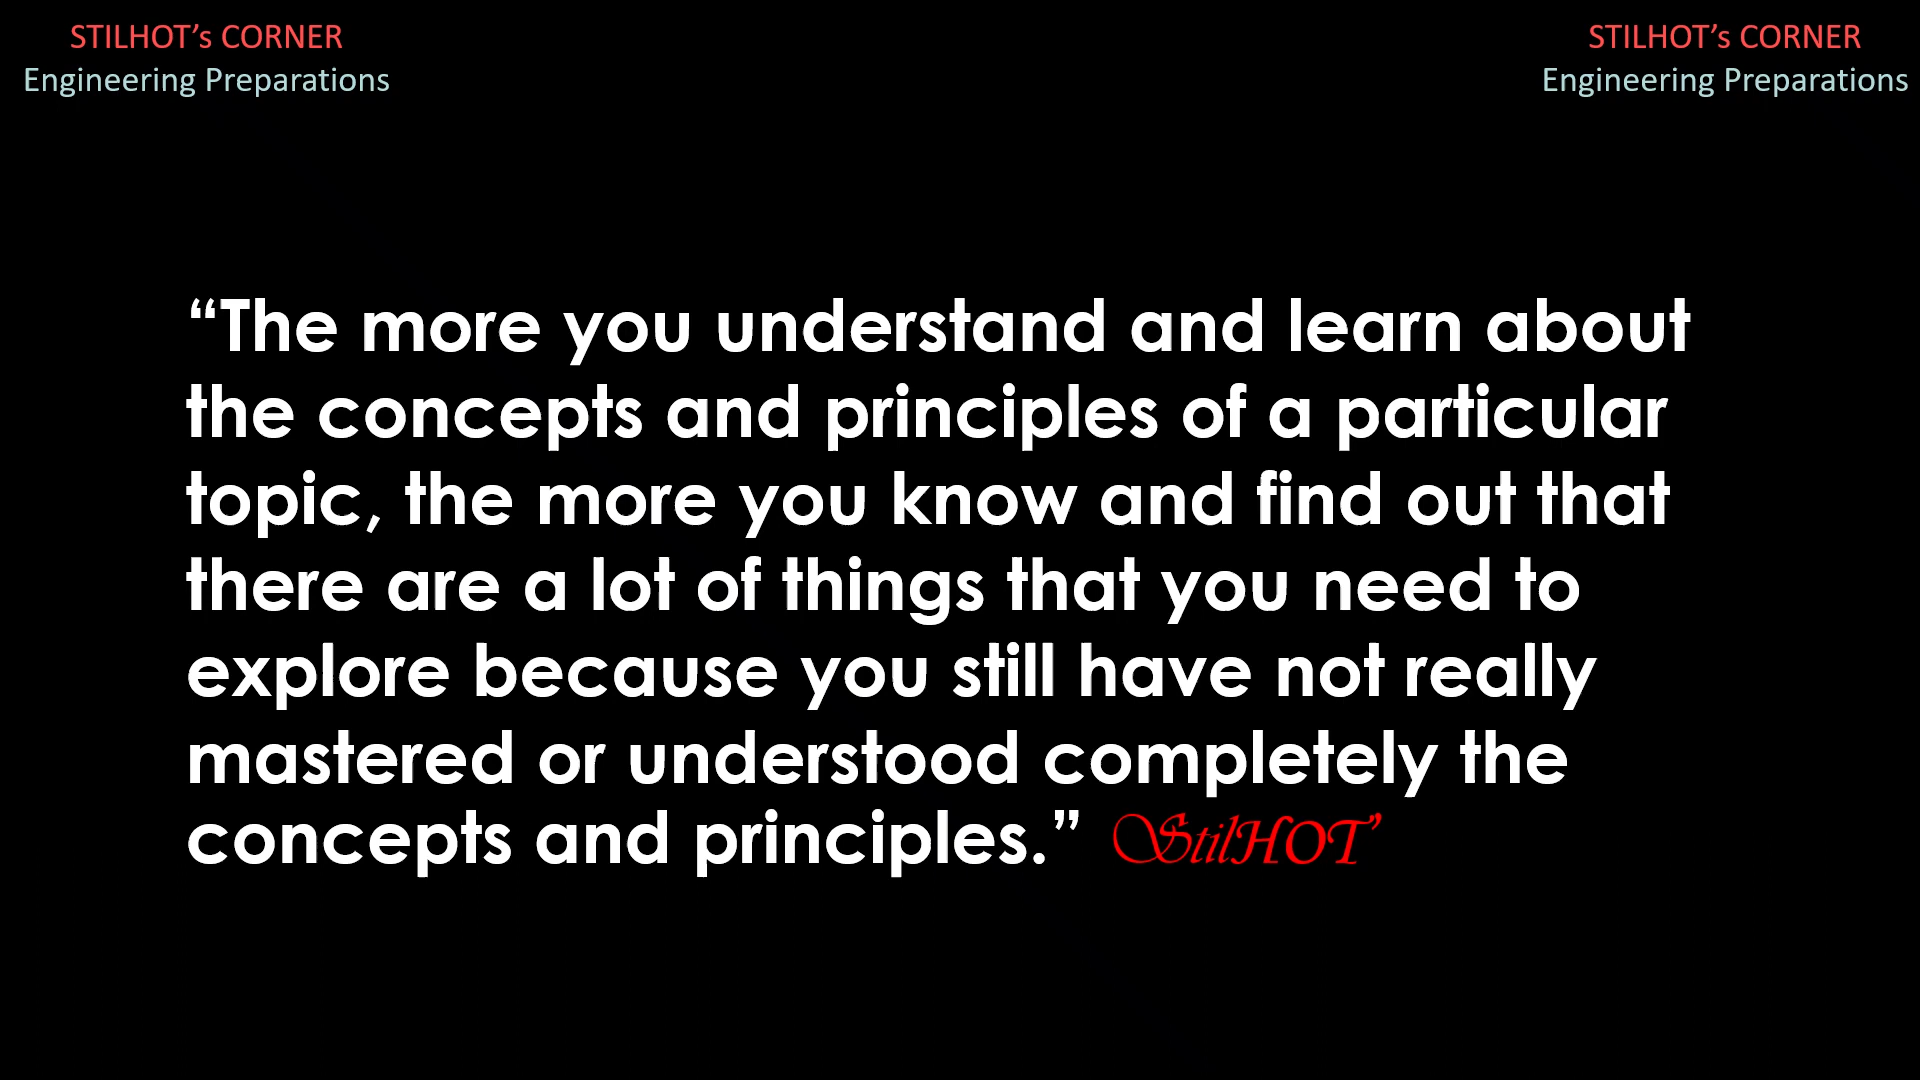 STILHOT’s CORNER
Engineering Preparations
STILHOT’s CORNER
Engineering Preparations
“The more you understand and learn about
the concepts and principles of a particular
topic, the more you know and find out that
there are a lot of things that you need to
explore because you still have not really
mastered or understood completely the
concepts and principles.” StilHOT’